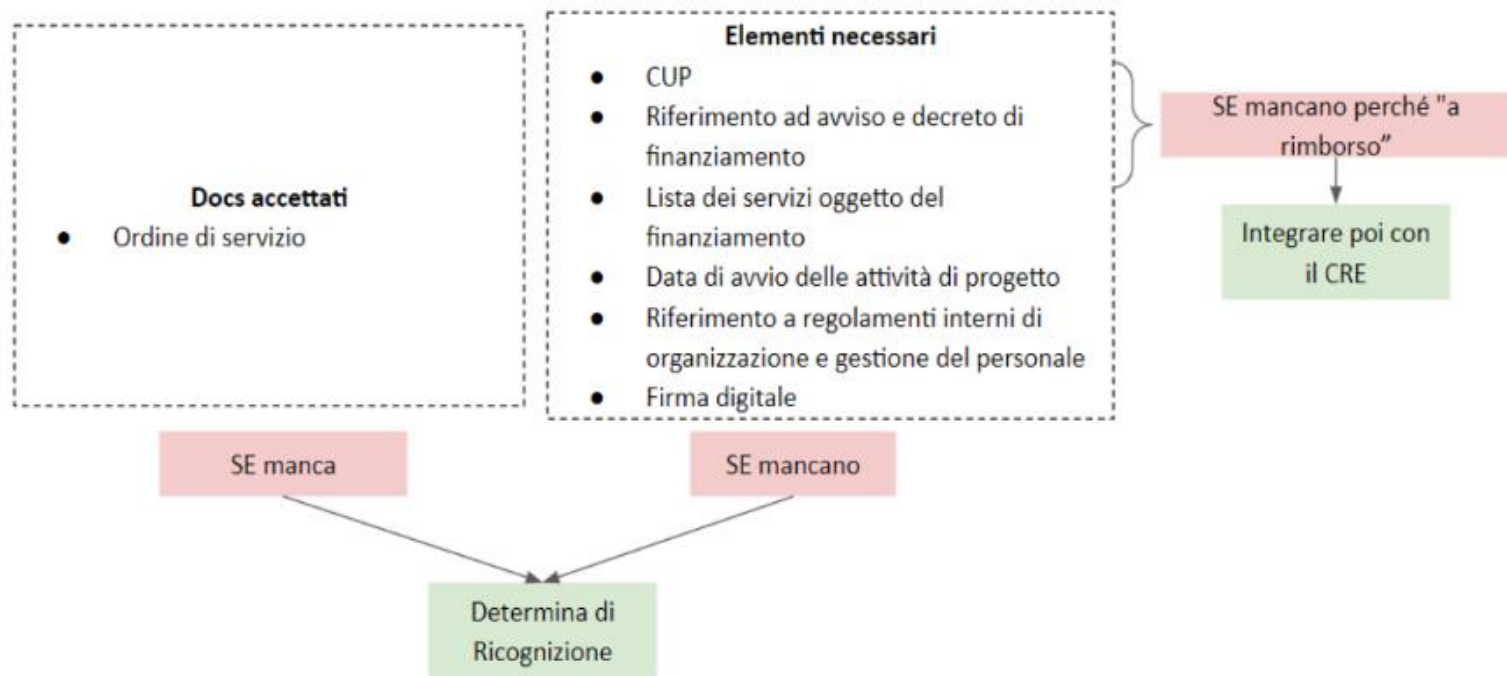 Docs accettati
● Ordine di servizio
Elementi necessari
● CUP
● Riferimento ad avviso e decreto di
finanziamento
● Lista dei servizi oggetto del
finanziamento
● Data di avvio delle attività di progetto
● Riferimento a regolamenti interni di
organizzazione e gestione del personale
● Firma digitale
SE mancano perché "a
rimborso”
Integrare poi con
il CRE
SE manca
SE mancano
Determina di
Ricognizione